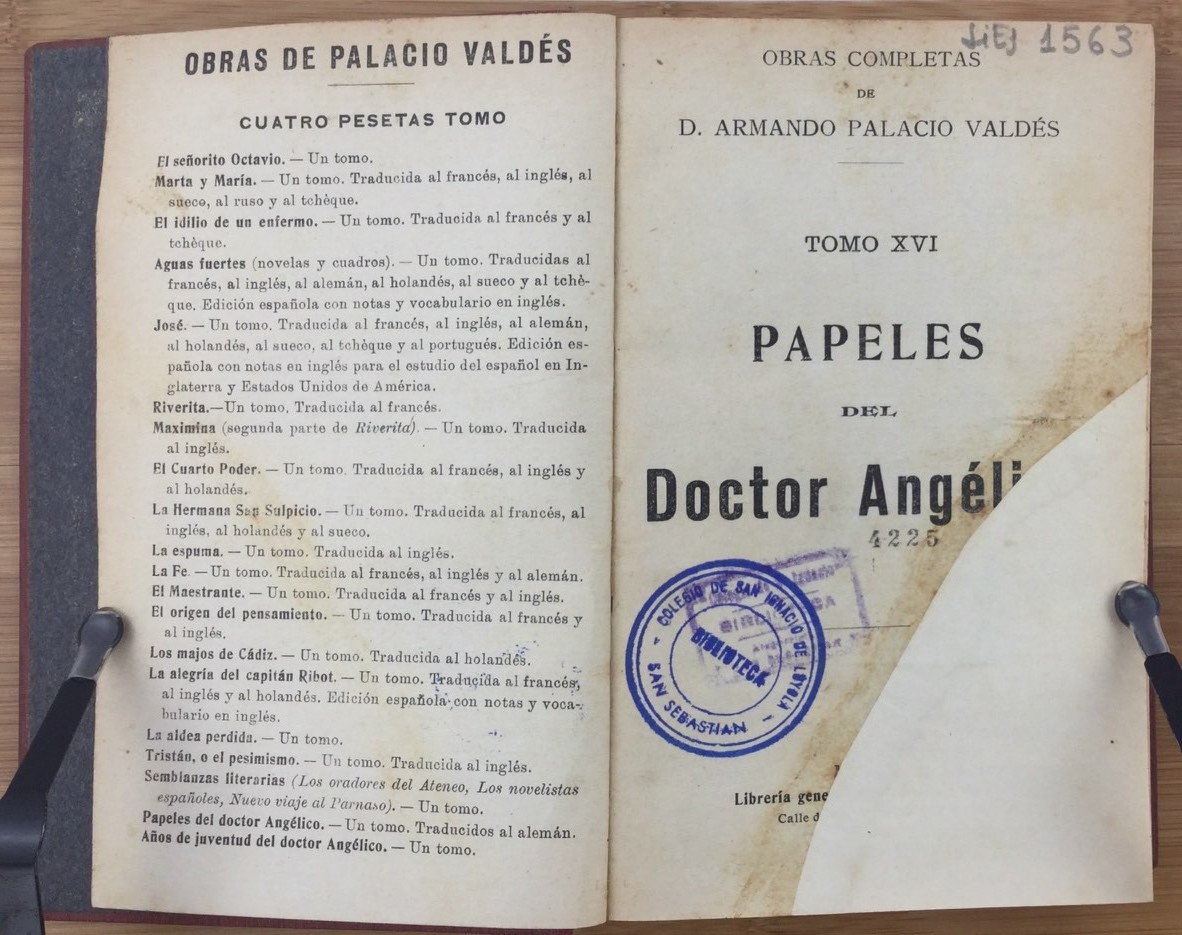 OBRAS DE PALACIO VALDÉS
CUATRO PESETAS TOMO
El señorito Octavio. — Un tomo.
Marta y María. — Un tomo. Traducida al francés, al inglés, al
sueco, al ruso y al tchèque.
El idilio de un enfermo. — Un tomo. Traducida al francés y al
tchèque.
Aguas fuertes (novelas y cuadros). — Un tomo. Traducidas al
francés, al inglés, al alemán, al holandés, al sueco y al tchè-
que. Edición española con notas y vocabulario en inglés.
José. — Un tomo. Traducida al francés, al inglés, al alemán,
al holandés, al sueco, al tchèque y al portugués. Edición es-
pañola con notas en inglés para el estudio del español en In-
glaterra y Estados Unidos de América.
Riverita.—Un tomo. Traducida al francés.
Maximina (segunda parte de Riverita). — Un tomo. Traducida
al inglés.
El Cuarto Poder. — Un tomo. Traducida al francés, al inglés y
al holandés.
La Hermana San Sulpicio. — Un tomo. Traducida al francés, al
inglés, al holandés y al sueco.
La espuma. — Un tomo. Traducida al inglés.
La Fe. — Un tomo. Traducida al francés, al inglés y al alemán.
El Maestrante. — Un tomo. Traducida al francés y al inglés.
El origen del pensamiento. — Un tomo. Traducida al francés y
al inglés.
Los majos de Cádiz. — Un tomo. Traducida al holandés.
La alegría del capitán Ribot. — Un tomo. Traducida al francés,
al inglés y al holandés. Edición española con notas y voca-
bulario en inglés.
La aldea perdida. — Un tomo.
Tristán, o el pesimismo. — Un tomo. Traducida al inglés.
Semblanzas literarias (Los oradores del Ateneo, Los novelistas
españoles, Nuevo viaje al Parnaso). — Un tomo.
Papeles del doctor Angélico. — Un tomo. Traducidos al alemán.
Años de juventud del doctor Angélico. — Un tomo.
1563
OBRAS COMPLETAS
DE
D. ARMANDO PALACIO VALDÉS
TOMO XVI
PAPELES
DEL
Doctor Angéli
4225
COLEGIO DE SAN IGNACIO DE LOYOLA
BIBLIOTECA
SAN SEBASTIAN
Librería gene
Calle d